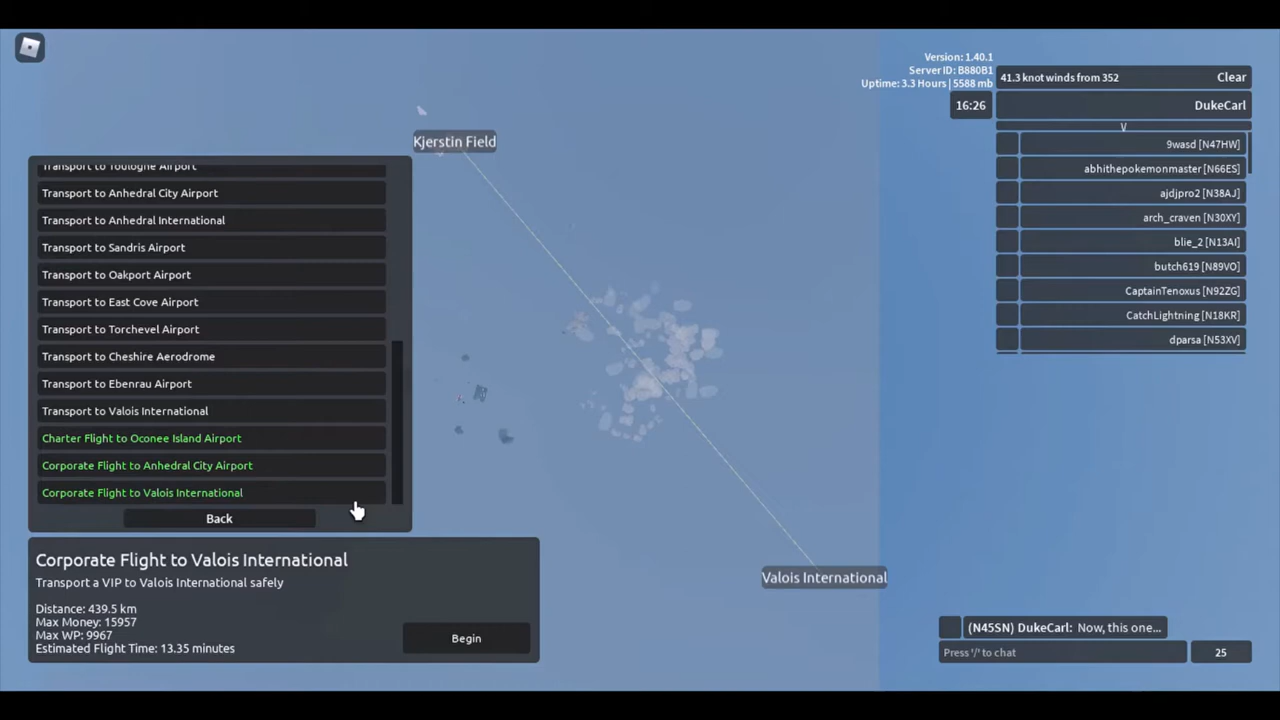 Version: 1.40.1
Server ID: B880B1
Uptime: 3.3 Hours | 5588 mb
41.3 knot winds from 352
Clear
16:26
DukeCarl
V
9wasd [N47HW]
abhithepokemonmaster [N66ES]
ajdjpro2 [N38AJ]
arch_craven [N30XY]
blie_2 [N13AI]
butch619 [N89VO]
CaptainTenoxus [N92ZG]
CatchLightning [N18KR]
dparsa [N53XV]
Kjerstin Field
Transport to Toulogne Airport
Transport to Anhedral City Airport
Transport to Anhedral International
Transport to Sandris Airport
Transport to Oakport Airport
Transport to East Cove Airport
Transport to Torchevel Airport
Transport to Cheshire Aerodrome
Transport to Ebenrau Airport
Transport to Valois International
Charter Flight to Oconee Island Airport
Corporate Flight to Anhedral City Airport
Corporate Flight to Valois International
Back
Corporate Flight to Valois International
Transport a VIP to Valois International safely
Distance: 439.5 km
Max Money: 15957
Max WP: 9967
Estimated Flight Time: 13.35 minutes
Begin
Valois International
(N45SN) DukeCarl: Now, this one...
Press '/' to chat
25